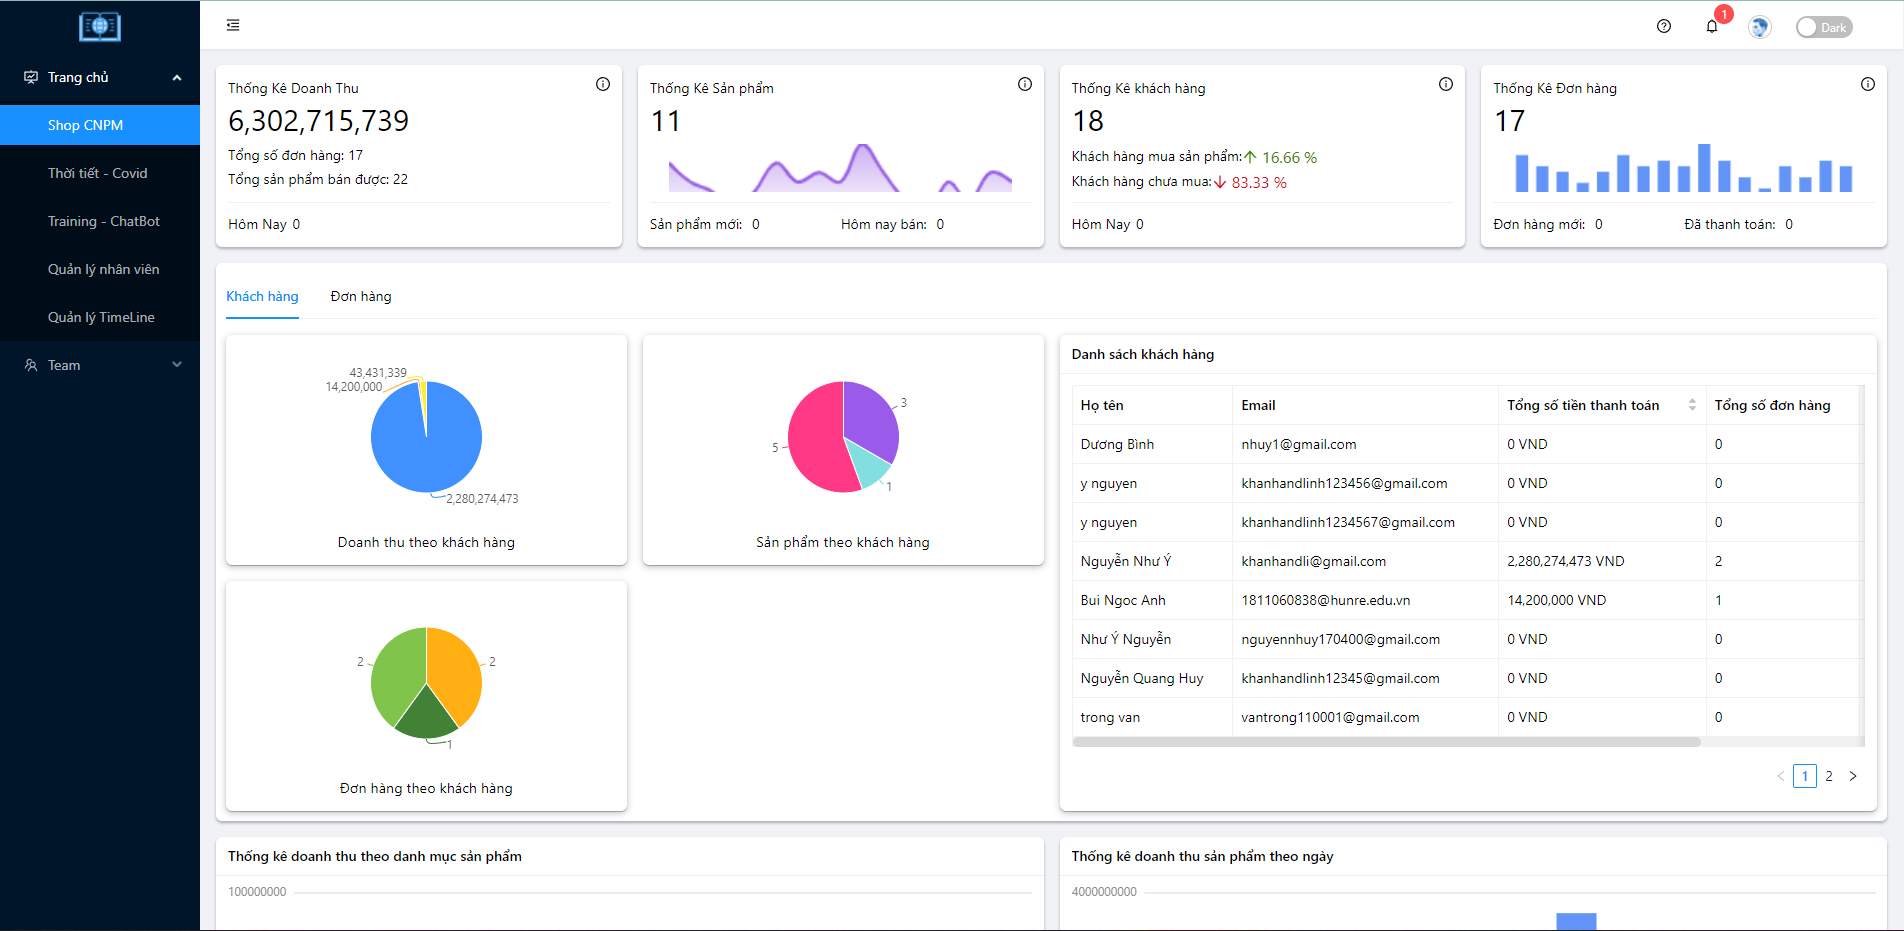 Trang chủ
Shop CNPM
Thời tiết - Covid
Training - ChatBot
Quản lý nhân viên
Quản lý TimeLine
Team
1
Dark
Thống Kê Doanh Thu
6,302,715,739
Tổng số đơn hàng: 17
Tổng sản phẩm bán được: 22
Hôm Nay 0
Thống Kê Sản phẩm
11
Sản phẩm mới: 0 Hôm nay bán: 0
Thống Kê khách hàng
18
Khách hàng mua sản phẩm: 16.66 %
Khách hàng chưa mua: 83.33 %
Hôm Nay 0
Thống Kê Đơn hàng
17
Đơn hàng mới: 0 Đã thanh toán: 0
Khách hàng Đơn hàng
43,431,339
14,200,000
2,280,274,473
Doanh thu theo khách hàng
3
5
1
Sản phẩm theo khách hàng
2 2
1
Đơn hàng theo khách hàng
Danh sách khách hàng
Họ tên Email Tổng số tiền thanh toán Tổng số đơn hàng
Dương Bình nhuy1@gmail.com 0 VND 0
y nguyen khanhandlinh123456@gmail.com 0 VND 0
y nguyen khanhandlinh1234567@gmail.com 0 VND 0
Nguyễn Như Ý khanhandli@gmail.com 2,280,274,473 VND 2
Bui Ngoc Anh 1811060838@hunre.edu.vn 14,200,000 VND 1
Như Ý Nguyễn nguyennhuy170400@gmail.com 0 VND 0
Nguyễn Quang Huy khanhandlinh12345@gmail.com 0 VND 0
trong van vantrong110001@gmail.com 0 VND 0
< 1 2 >
Thống kê doanh thu theo danh mục sản phẩm
100000000
Thống kê doanh thu sản phẩm theo ngày
4000000000